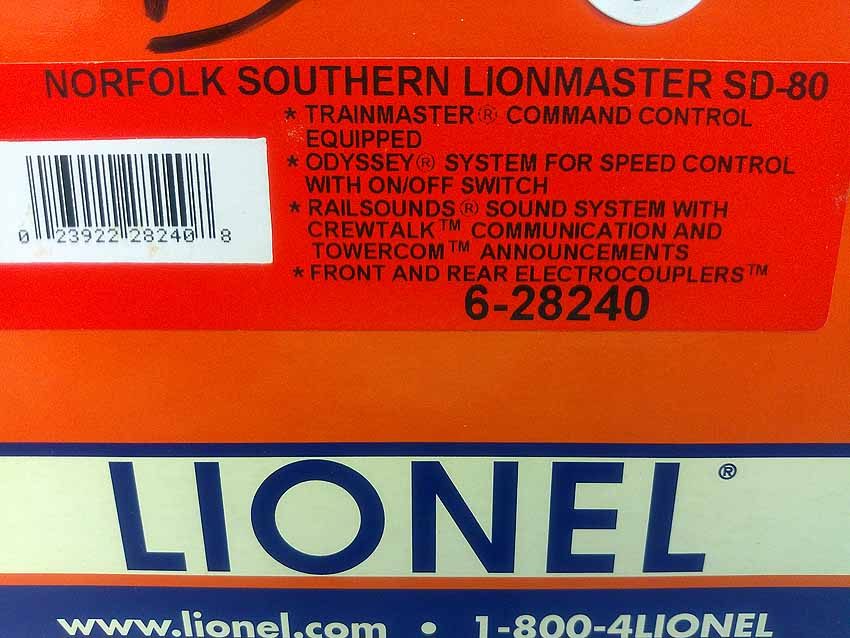 NORFOLK SOUTHERN LIONMASTER SD-80
* TRAINMASTER® COMMAND CONTROL
EQUIPPED
* ODYSSEY® SYSTEM FOR SPEED CONTROL
WITH ON/OFF SWITCH
* RAILSOUNDS® SOUND SYSTEM WITH
CREWTALK™ COMMUNICATION AND
TOWERCOM™ ANNOUNCEMENTS
* FRONT AND REAR ELECTROCOUPLERS™
6-28240
0 23922 28240 8
LIONEL®
www.lionel.com • 1-800-4LIONEL